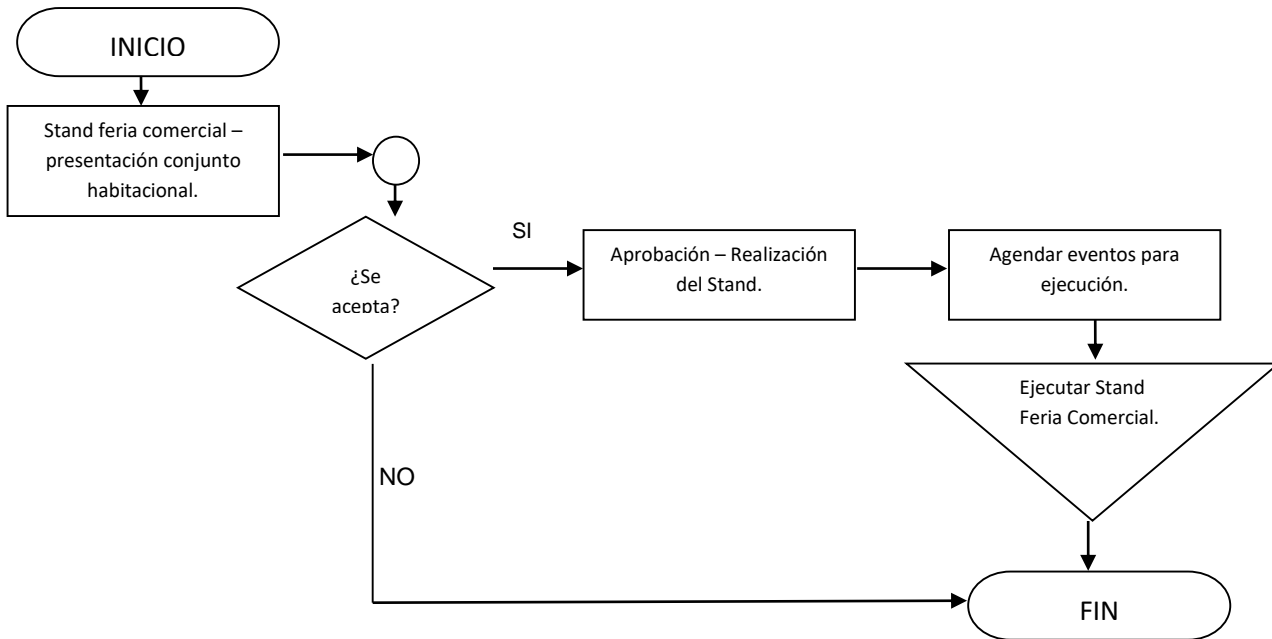 INICIO
Stand feria comercial –
presentación conjunto
habitacional.
¿Se
acepta?
SI
Aprobación – Realización
del Stand.
Agendar eventos para
ejecución.
Ejecutar Stand
Feria Comercial.
NO
FIN